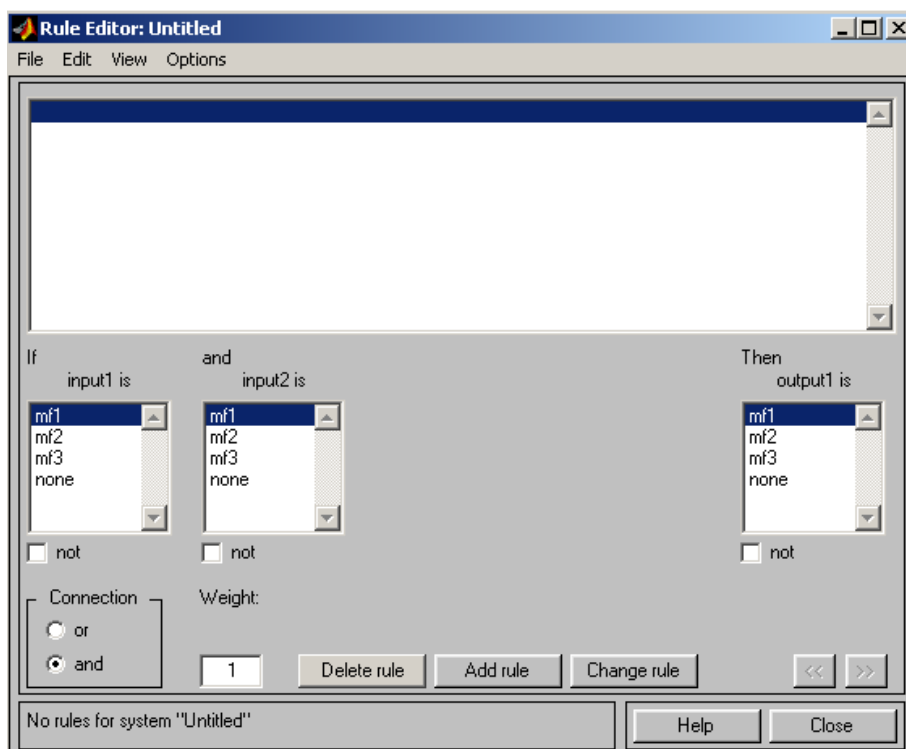 Rule Editor: Untitled
File Edit View Options
If and Then
input1 is input2 is output1 is
mf1 mf1 mf1
mf2 mf2 mf2
mf3 mf3 mf3
none none none
not not not
Connection Weight:
or
and 1 Delete rule Add rule Change rule << >>
No rules for system "Untitled" Help Close